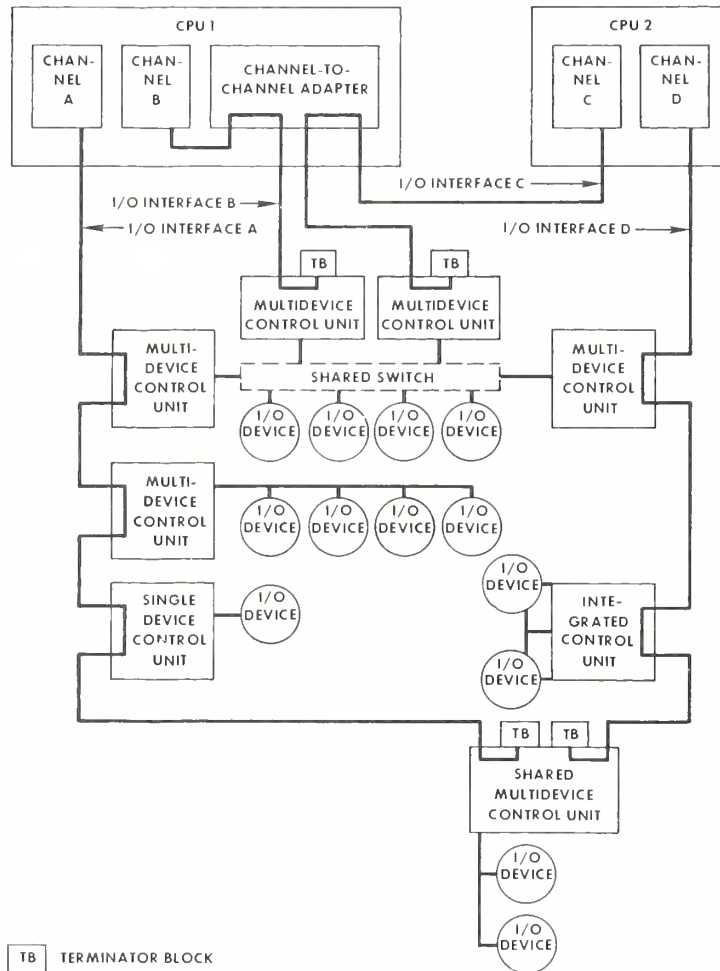 CPU 1
CPU 2
CHAN-
NEL
A
CHAN-
NEL
B
CHANNEL-TO-
CHANNEL ADAPTER
CHAN-
NEL
C
CHAN-
NEL
D
I/O INTERFACE C
I/O INTERFACE B
I/O INTERFACE A
I/O INTERFACE D
TB
TB
MULTIDEVICE
CONTROL UNIT
MULTIDEVICE
CONTROL UNIT
MULTI-
DEVICE
CONTROL
UNIT
SHARED SWITCH
MULTI-
DEVICE
CONTROL
UNIT
I/O
DEVICE
I/O
DEVICE
I/O
DEVICE
I/O
DEVICE
MULTI-
DEVICE
CONTROL
UNIT
I/O
DEVICE
I/O
DEVICE
I/O
DEVICE
I/O
DEVICE
SINGLE
DEVICE
CONTROL
UNIT
I/O
DEVICE
I/O
DEVICE
I/O
DEVICE
INTE-
GRATED
CONTROL
UNIT
TB
TB
SHARED
MULTIDEVICE
CONTROL UNIT
I/O
DEVICE
I/O
DEVICE
TB TERMINATOR BLOCK